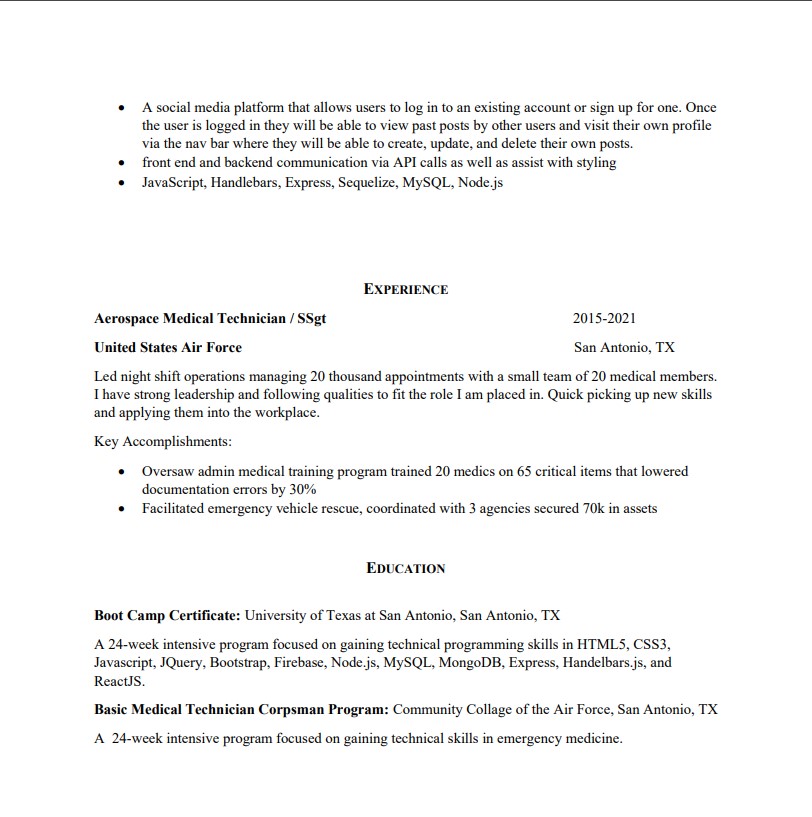 • A social media platform that allows users to log in to an existing account or sign up for one. Once
the user is logged in they will be able to view past posts by other users and visit their own profile
via the nav bar where they will be able to create, update, and delete their own posts.
• front end and backend communication via API calls as well as assist with styling
• JavaScript, Handlebars, Express, Sequelize, MySQL, Node.js
EXPERIENCE
Aerospace Medical Technician / SSgt 2015-2021
United States Air Force San Antonio, TX
Led night shift operations managing 20 thousand appointments with a small team of 20 medical members.
I have strong leadership and following qualities to fit the role I am placed in. Quick picking up new skills
and applying them into the workplace.
Key Accomplishments:
• Oversaw admin medical training program trained 20 medics on 65 critical items that lowered
documentation errors by 30%
• Facilitated emergency vehicle rescue, coordinated with 3 agencies secured 70k in assets
EDUCATION
Boot Camp Certificate: University of Texas at San Antonio, San Antonio, TX
A 24-week intensive program focused on gaining technical programming skills in HTML5, CSS3,
Javascript, JQuery, Bootstrap, Firebase, Node.js, MySQL, MongoDB, Express, Handelbars.js, and
ReactJS.
Basic Medical Technician Corpsman Program: Community Collage of the Air Force, San Antonio, TX
A 24-week intensive program focused on gaining technical skills in emergency medicine.